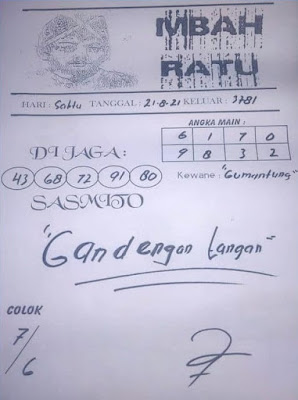 MBAH
RATU
HARI : Sabtu TANGGAL : 21-8-21 KELUAR : 3781
ANGKA MAIN :
6 1 7 0
9 8 3 2
DI JAGA :
43 68 72 91 80
Kewane : "Gumantung"
SASMITO
"Gandengan tangan"
COLOK
7/6
7